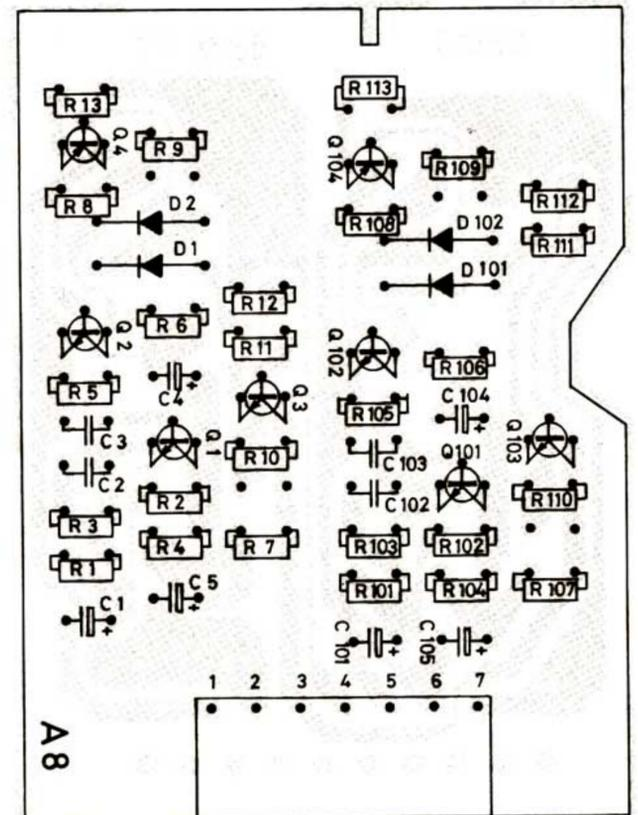 R 13
R 113
Q 4
R 9
Q 104
R 109
R 8
D 2
R 108
D 102
R 112
R 111
D 1
D 101
R 12
R 6
Q 2
R 11
Q 102
R 106
R 5
C 4
Q 3
R 105
C 104
C 3
Q 1
R 10
C 103
Q 101
Q 103
C 2
R 2
C 102
R 110
R 3
R 4
R 7
R 103
R 102
R 1
R 101
R 104
R 107
C 1
C 5
C 101
C 105
1 2 3 4 5 6 7
A 8